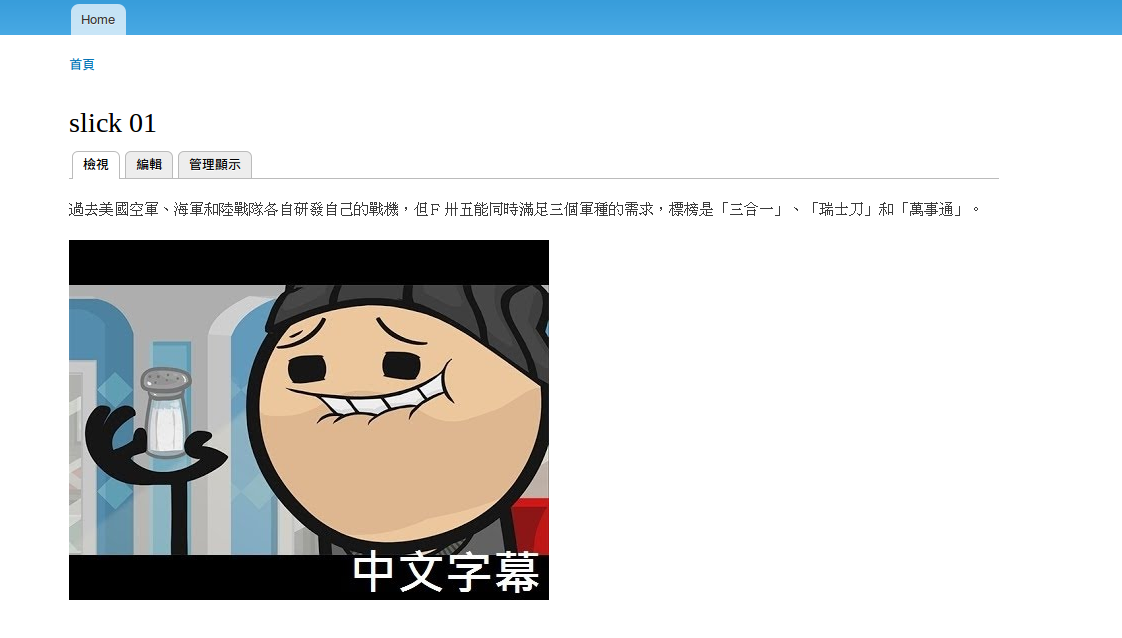 Home
首頁
slick 01
檢視 編輯 管理顯示
過去美國空軍、海軍和陸戰隊各自研發自己的戰機，但Ｆ卅五能同時滿足三個軍種的需求，標榜是「三合一」、「瑞士刀」和「萬事通」。
中文字幕